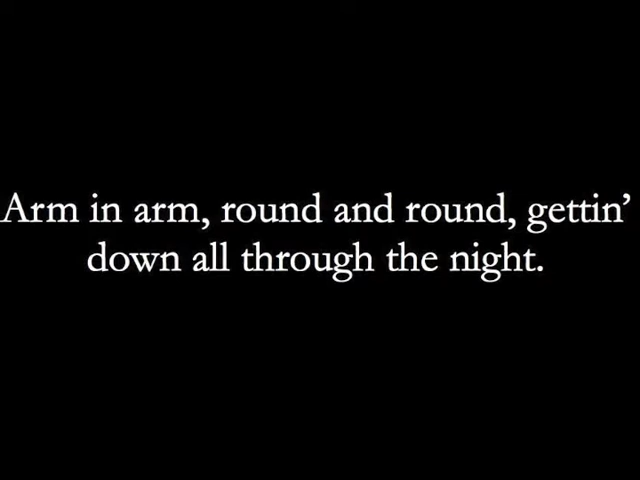 Arm in arm, round and round, gettin’
down all through the night.